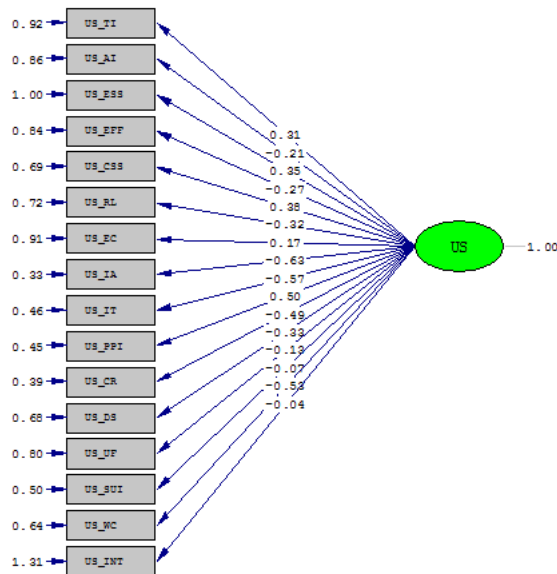 0.92 US_TI
0.86 US_AI
1.00 US_ESS
0.84 US_EFF
0.69 US_CSS
0.72 US_RL
0.91 US_EC
0.33 US_IA
0.46 US_IT
0.45 US_PPI
0.39 US_CR
0.68 US_DS
0.80 US_UF
0.50 US_SUI
0.64 US_WC
1.31 US_INT
0.31
-0.21
0.35
-0.27
0.38
-0.32
0.17
-0.63
-0.57
0.50
-0.49
-0.33
-0.13
-0.07
-0.53
-0.04
US
1.00